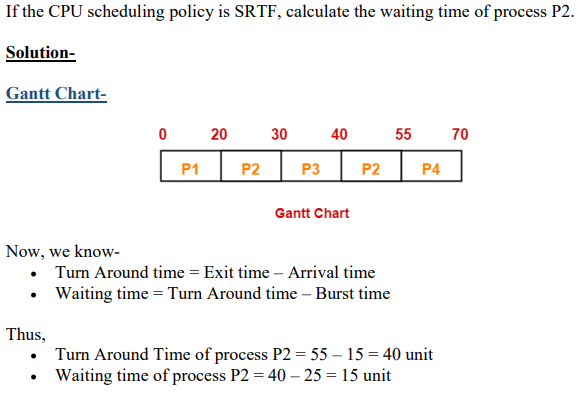 If the CPU scheduling policy is SRTF, calculate the waiting time of process P2.
Solution-
Gantt Chart-
0 20 30 40 55 70
P1 P2 P3 P2 P4
Gantt Chart
Now, we know-
• Turn Around time = Exit time – Arrival time
• Waiting time = Turn Around time – Burst time
Thus,
• Turn Around Time of process P2 = 55 – 15 = 40 unit
• Waiting time of process P2 = 40 – 25 = 15 unit